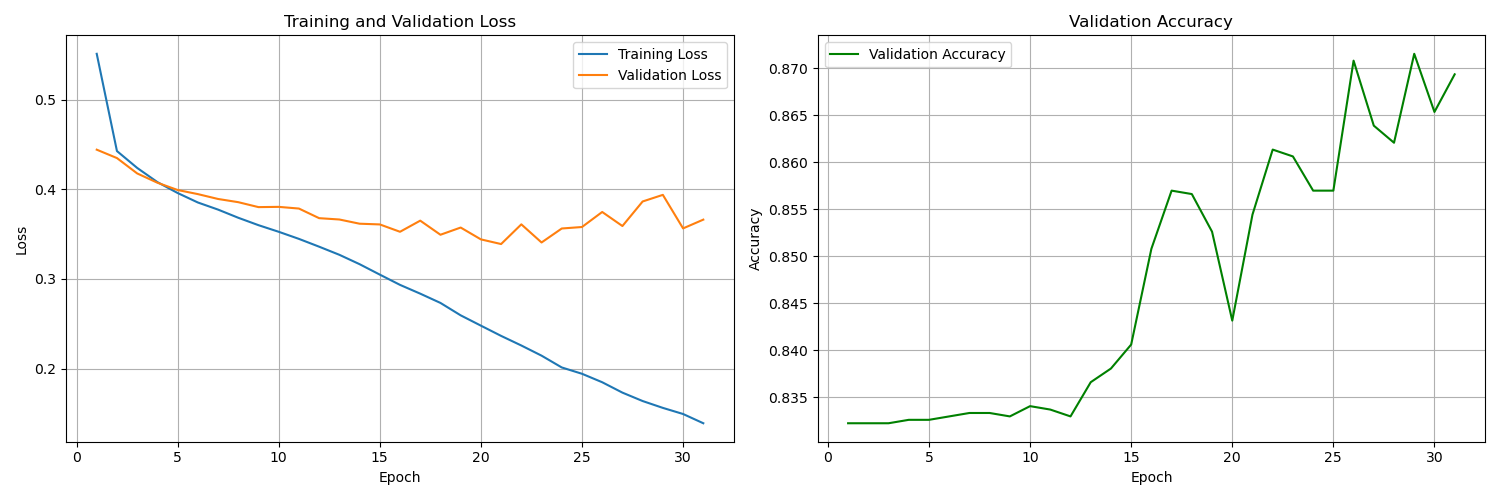 Training and Validation Loss
Training Loss
Validation Loss
0.5
0.4
0.3
0.2
Loss
0 5 10 15 20 25 30
Epoch
Validation Accuracy
Validation Accuracy
0.870
0.865
0.860
0.855
0.850
0.845
0.840
0.835
Accuracy
0 5 10 15 20 25 30
Epoch